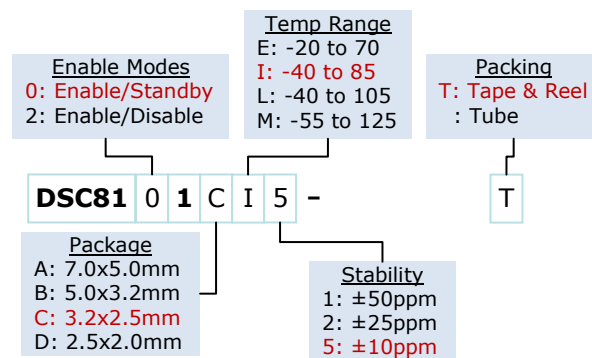 Temp Range
E: -20 to 70
I: -40 to 85
L: -40 to 105
M: -55 to 125
Enable Modes
0: Enable/Standby
2: Enable/Disable
Packing
T: Tape & Reel
: Tube
DSC81 0 1 C I 5 - T
Package
A: 7.0x5.0mm
B: 5.0x3.2mm
C: 3.2x2.5mm
D: 2.5x2.0mm
Stability
1: ±50ppm
2: ±25ppm
5: ±10ppm